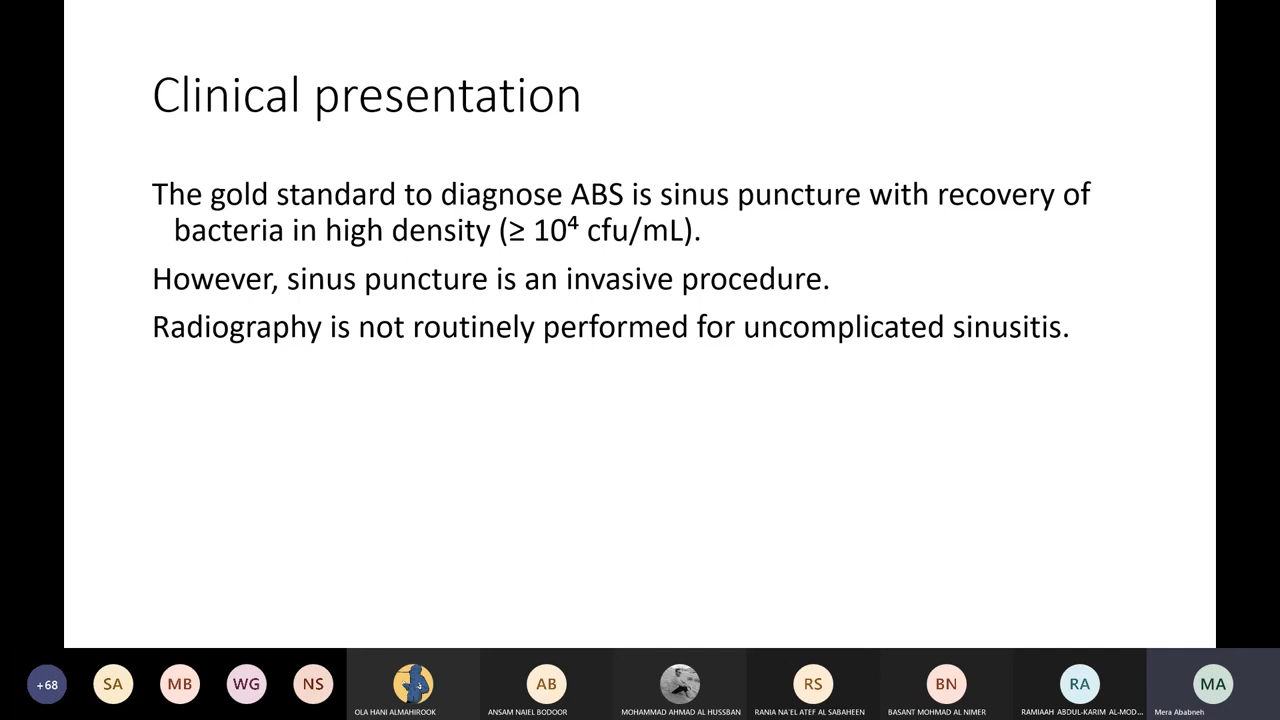 Clinical presentation
The gold standard to diagnose ABS is sinus puncture with recovery of
bacteria in high density (≥ 10⁴ cfu/mL).
However, sinus puncture is an invasive procedure.
Radiography is not routinely performed for uncomplicated sinusitis.
+68
SA
MB
WG
NS
AB
RS
BN
RA
MA
OLA HANI ALMAHIROOK
ANSAM NAIEL BODOOR
MOHAMMAD AHMAD AL HUSSBAN
RANIA NA'EL ATEF AL SABAHEEN
BASANT MOHMAD AL NIMER
RAMIAAH ABDUL-KARIM AL-MOD...
Mera Ababneh